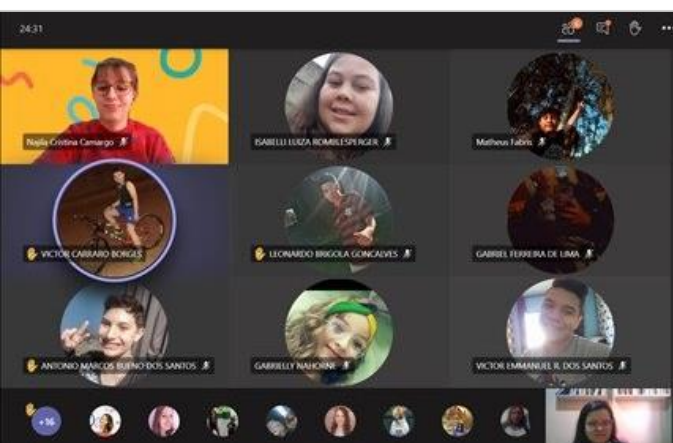 24:31
Najila Cristina Camargo
ISABELLI LUIZA ROMBLESPERGER
Matheus Fabris
VICTOR CARRARO BORGES
LEONARDO BRIGOLA GONCALVES
GABRIEL FERREIRA DE LIMA
ANTONIO MARCOS BUENO DOS SANTOS
GABRIELLY NAHORNE
VICTOR EMMANUEL R. DOS SANTOS
+16